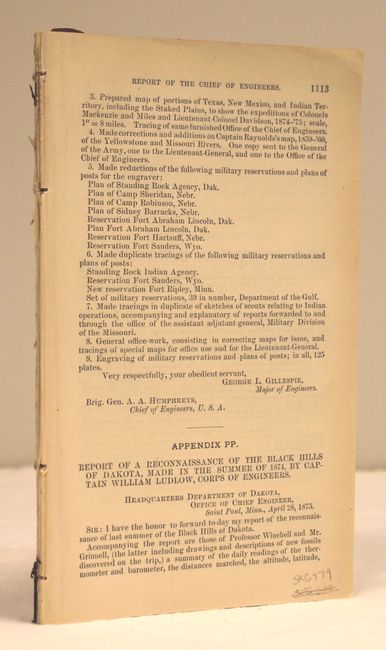 REPORT OF THE CHIEF OF ENGINEERS. 1113
3. Prepared map of portions of Texas, New Mexico, and Indian Ter-
ritory, including the Staked Plains, to show the expeditions of Colonels
Mackenzie and Miles and Lieutenant-Colonel Davidson, 1874-'75; scale,
1" = 8 miles. Tracing of same furnished Office of the Chief of Engineers.
4. Made corrections and additions on Captain Raynolds's map, 1859-'60,
of the Yellowstone and Missouri Rivers. One copy sent to the General
of the Army, one to the Lieutenant-General, and one to the Office of the
Chief of Engineers.
5. Made reductions of the following military reservations and plans of
posts for the engraver:
Plan of Standing Rock Agency, Dak.
Plan of Camp Sheridan, Nebr.
Plan of Camp Robinson, Nebr.
Plan of Sidney Barracks, Nebr.
Reservation Fort Abraham Lincoln, Dak.
Plan Fort Abraham Lincoln, Dak.
Reservation Fort Hartsuff, Nebr.
Reservation Fort Sanders, Wyo.
6. Made duplicate tracings of the following military reservations and
plans of posts:
Standing Rock Indian Agency.
Reservation Fort Sanders, Wyo.
New reservation Fort Ripley, Minn.
Set of military reservations, 39 in number, Department of the Gulf.
7. Made tracings in duplicate of sketches of scouts relating to Indian
operations, accompanying and explanatory of reports forwarded to and
through the office of the assistant adjutant general, Military Division
of the Missouri.
8. General office-work, consisting in correcting maps for issue, and
tracings of special maps for office use and for the Lieutenant-General.
9. Engraving of military reservations and plans of posts; in all, 125
plates.
Very respectfully, your obedient servant,
GEORGE L. GILLESPIE,
Major of Engineers.
Brig. Gen. A. A. HUMPHREYS,
Chief of Engineers, U. S. A.
APPENDIX PP.
REPORT OF A RECONNAISSANCE OF THE BLACK HILLS
OF DAKOTA, MADE IN THE SUMMER OF 1874, BY CAP-
TAIN WILLIAM LUDLOW, CORPS OF ENGINEERS.
HEADQUARTERS DEPARTMENT OF DAKOTA,
OFFICE OF CHIEF ENGINEER,
Saint Paul, Minn., April 28, 1875.
SIR: I have the honor to forward to-day my report of the reconnais-
sance of last summer of the Black Hills of Dakota.
Accompanying the report are those of Professor Winchell and Mr.
Grinnell, (the latter including drawings and descriptions of new fossils
discovered on the trip,) a summary of the daily readings of the ther-
mometer and barometer, the distances marched, the altitude, latitude,
SRG979